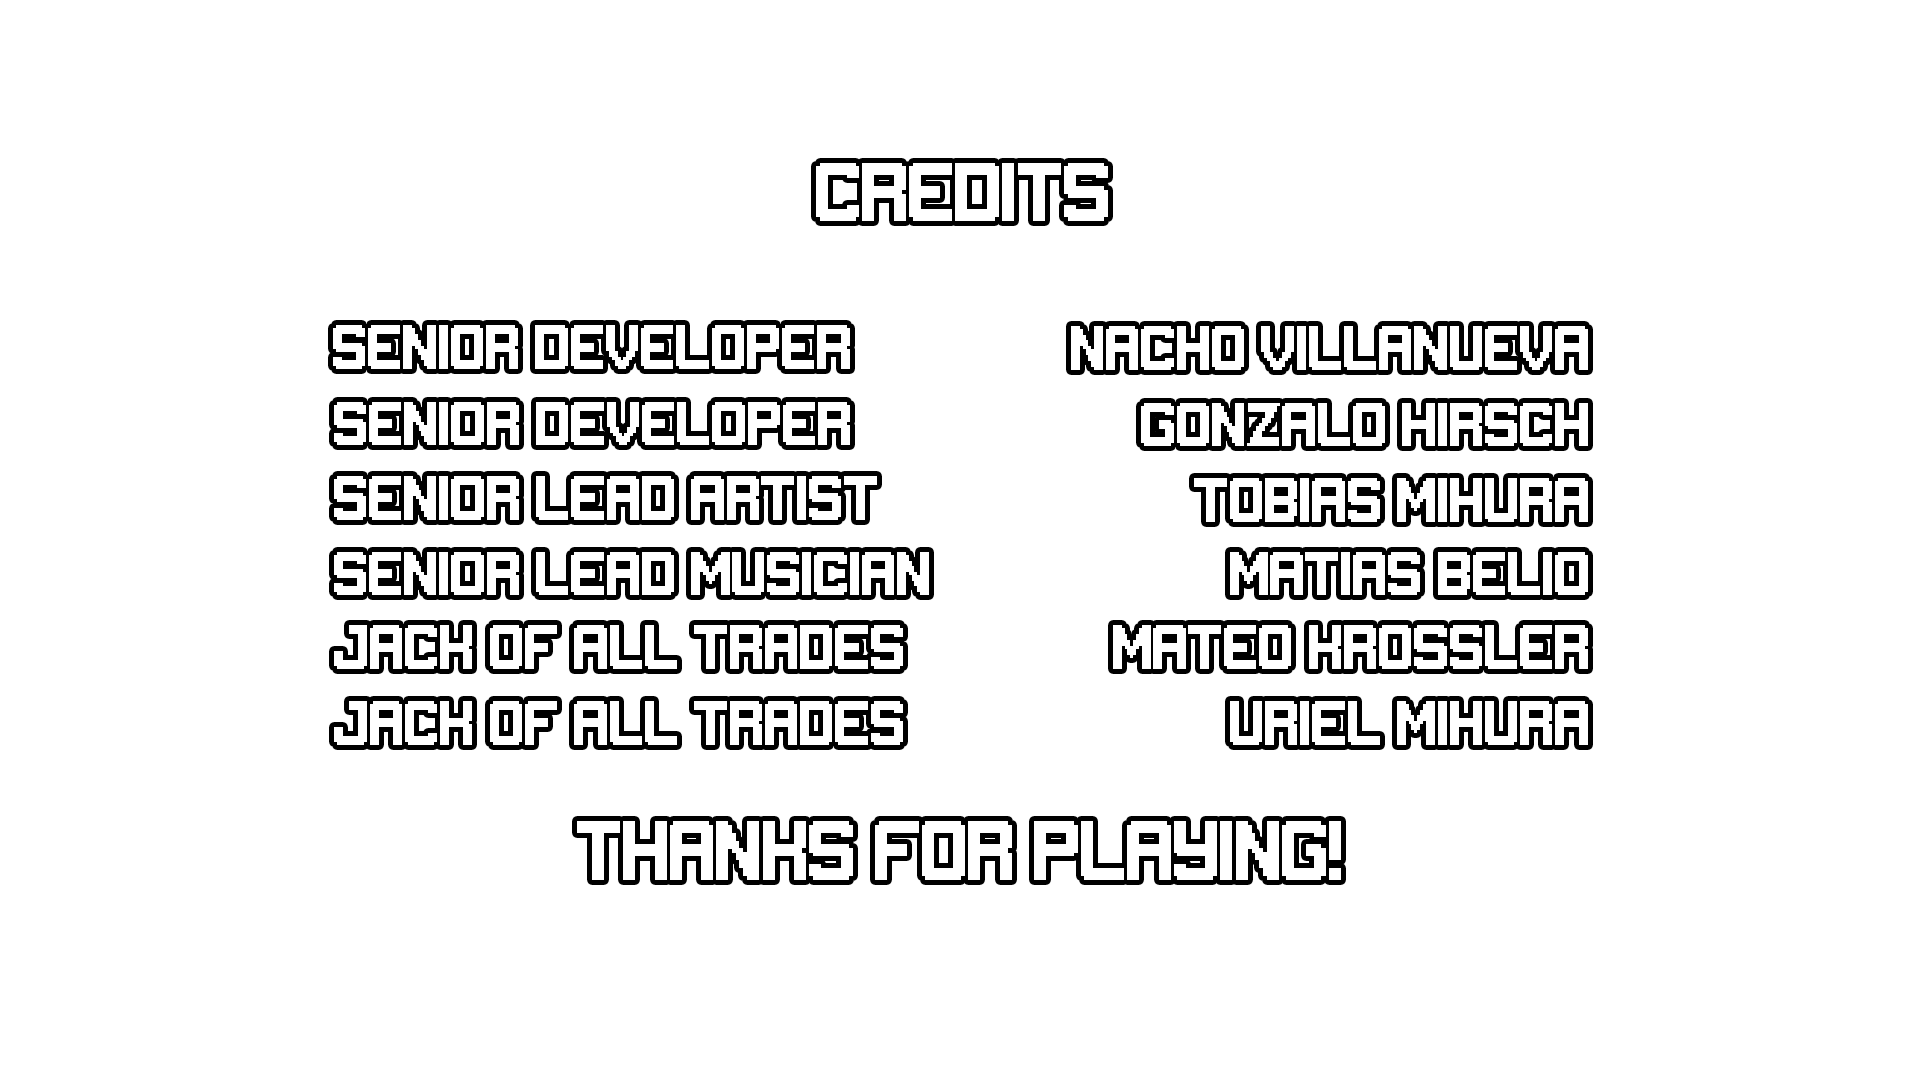 CREDITS
SENIOR DEVELOPER NACHO VILLANUEVA
SENIOR DEVELOPER GONZALO HIRSCH
SENIOR LEAD ARTIST TOBIAS MIHURA
SENIOR LEAD MUSICIAN MATIAS BELIO
JACK OF ALL TRADES MATEO KROSSLER
JACK OF ALL TRADES URIEL MIHURA
THANKS FOR PLAYING!